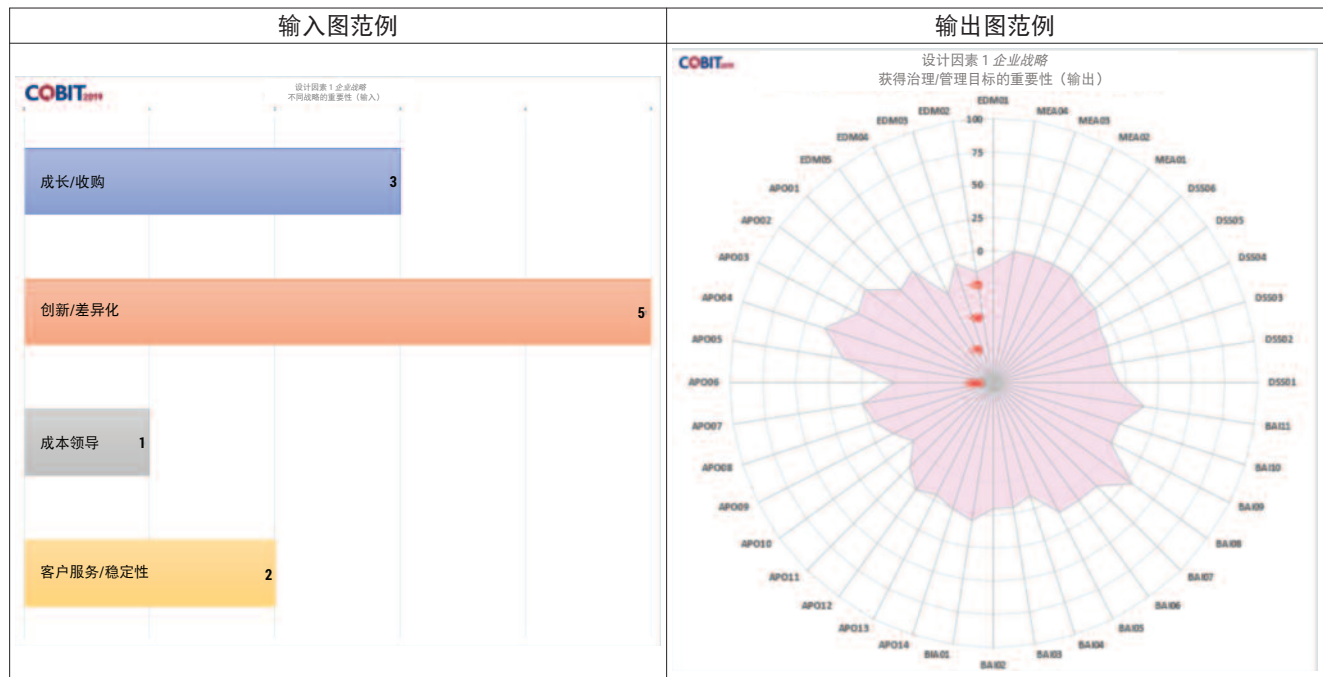 输入图范例
输出图范例
COBIT2019
设计因素 1 企业战略
不同战略的重要性（输入）
成长/收购
3
创新/差异化
5
成本领导
1
客户服务/稳定性
2
COBIT
设计因素 1 企业战略
获得治理/管理目标的重要性（输出）
EDM01
MEA04
MEA03
MEA02
MEA01
DSS06
DSS05
DSS04
DSS03
DSS02
DSS01
BAI11
BAI10
BAI09
BAI08
BAI07
BAI06
BAI05
BAI04
BAI03
BAI02
BIA01
APO14
APO13
APO12
APO11
APO10
APO09
APO08
APO07
APO06
APO05
APO04
APO03
APO02
APO01
EDM05
EDM04
EDM03
EDM02
100
75
50
25
0